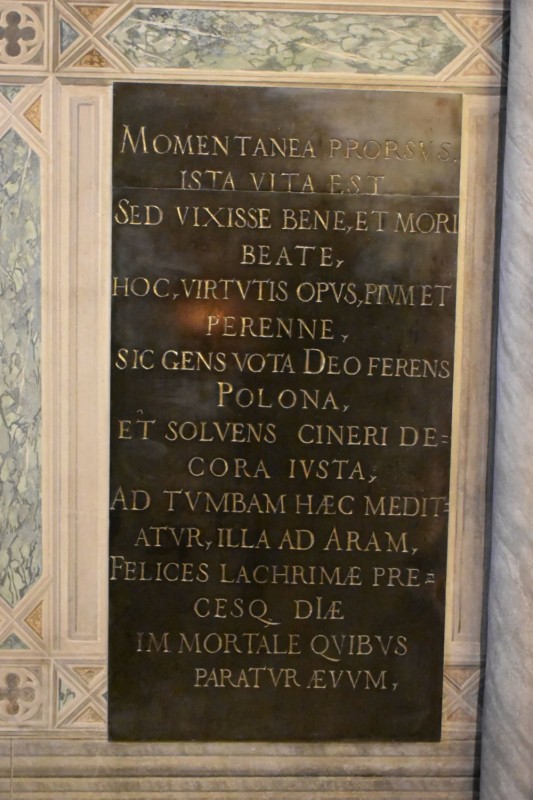 MOMENTANEA PRORSVS.
ISTA VITA EST
SED VIXISSE BENE, ET MORI
BEATE,
HOC, VIRTVTIS OPVS, PIVM ET
PERENNE,
SIC GENS VOTA DEO FERENS
POLONA,
ET SOLVENS CINERI DE=
CORA IVSTA,
AD TVMBAM HÆC MEDIT=
ATVR, ILLA AD ARAM,
FELICES LACHRIMÆ PRE=
CESQ DIÆ
IM MORTALE QVIBVS
PARATVR ÆVVM,